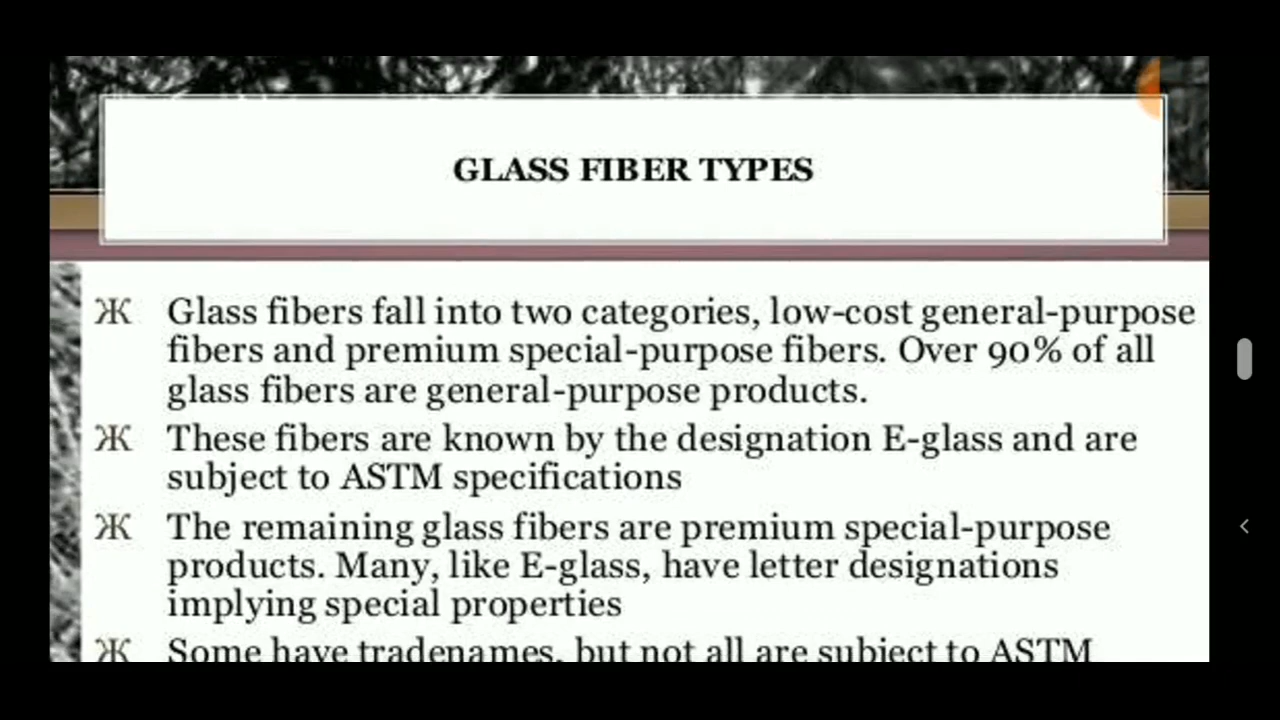 GLASS FIBER TYPES
Ж Glass fibers fall into two categories, low-cost general-purpose
fibers and premium special-purpose fibers. Over 90% of all
glass fibers are general-purpose products.
Ж These fibers are known by the designation E-glass and are
subject to ASTM specifications
Ж The remaining glass fibers are premium special-purpose
products. Many, like E-glass, have letter designations
implying special properties
Ж Some have tradenames, but not all are subject to ASTM